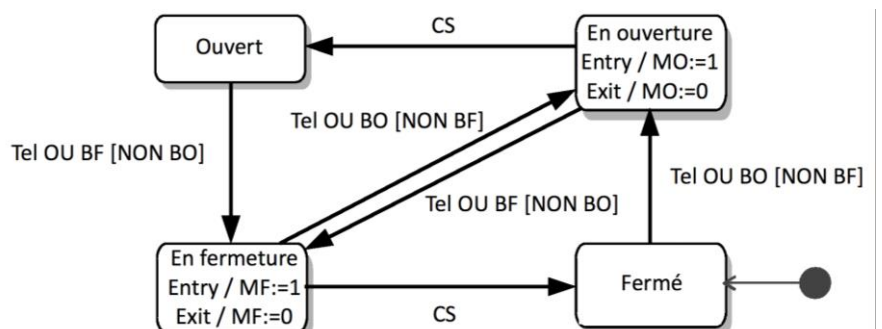 CS
Ouvert
En ouverture
Entry / MO:=1
Exit / MO:=0
Tel OU BO [NON BF]
Tel OU BF [NON BO]
Tel OU BO [NON BF]
Tel OU BF [NON BO]
En fermeture
Entry / MF:=1
Exit / MF:=0
Fermé
CS